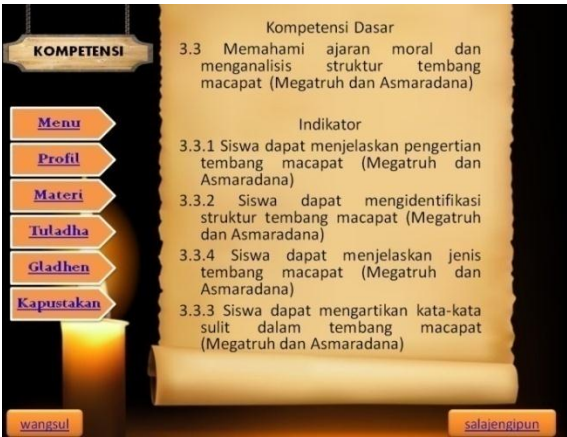 KOMPETENSI
Menu
Profil
Materi
Tuladha
Gladhen
Kapustakan
Kompetensi Dasar
3.3 Memahami ajaran moral dan
menganalisis struktur tembang
macapat (Megatruh dan Asmaradana)
Indikator
3.3.1 Siswa dapat menjelaskan pengertian
tembang macapat (Megatruh dan
Asmaradana)
3.3.2 Siswa dapat mengidentifikasi
struktur tembang macapat (Megatruh
dan Asmaradana)
3.3.4 Siswa dapat menjelaskan jenis
tembang macapat (Megatruh dan
Asmaradana)
3.3.3 Siswa dapat mengartikan kata-kata
sulit dalam tembang macapat
(Megatruh dan Asmaradana)
wangsul
salajengipun